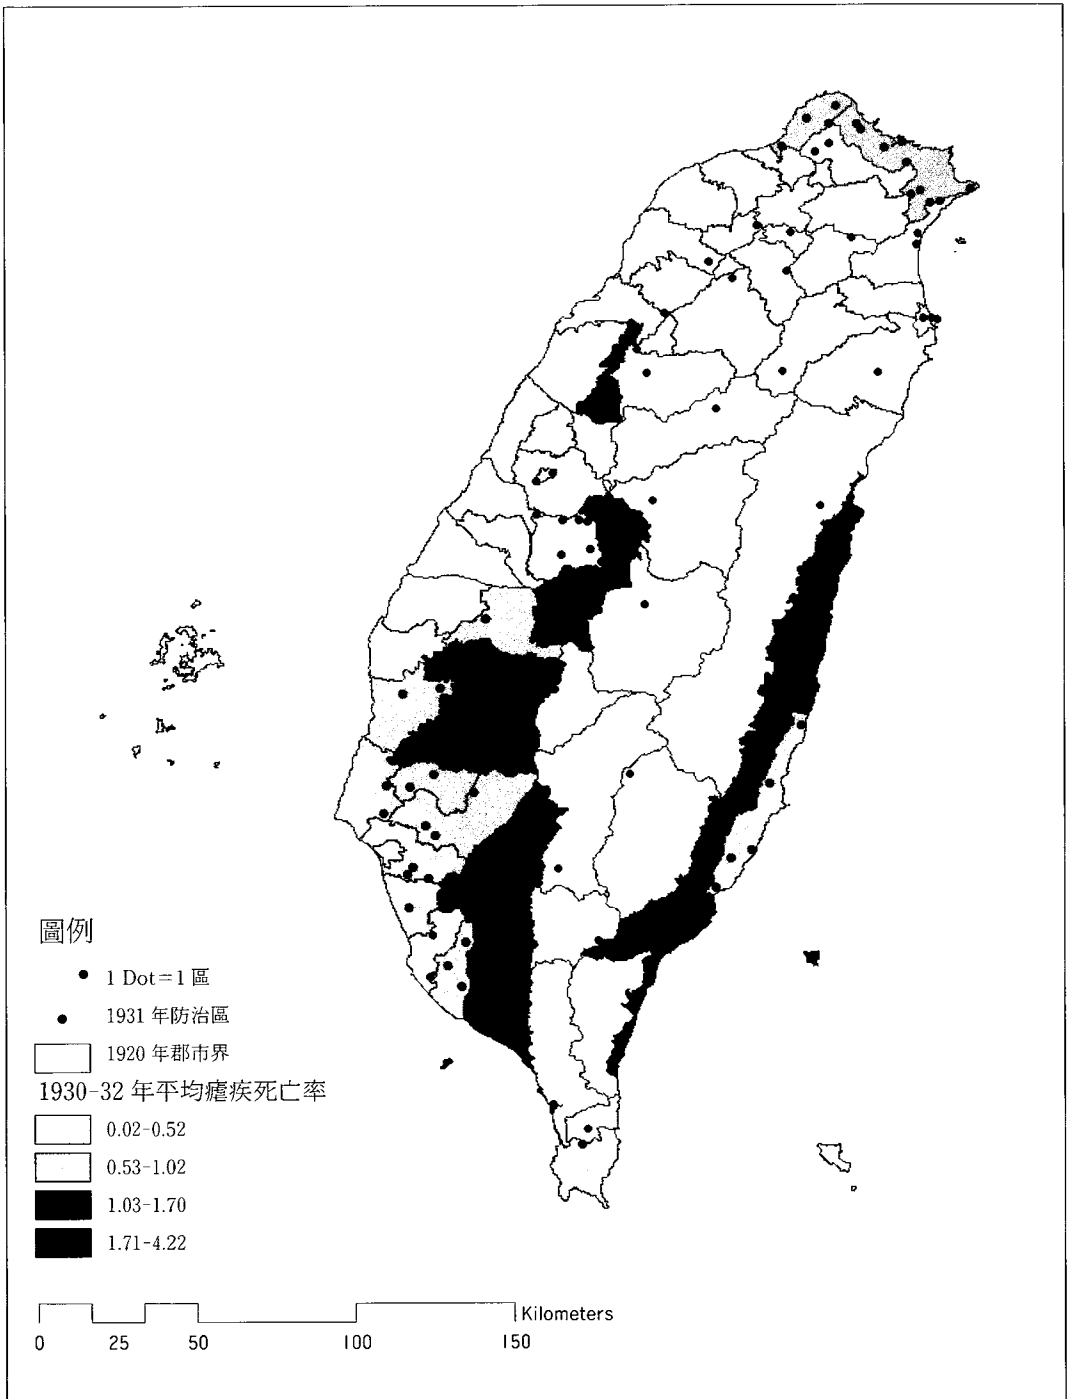 圖例
1 Dot=1 區
1931 年防治區
1920 年郡市界
1930-32 年平均瘧疾死亡率
0.02-0.52
0.53-1.02
1.03-1.70
1.71-4.22
Kilometers
0 25 50 100 150